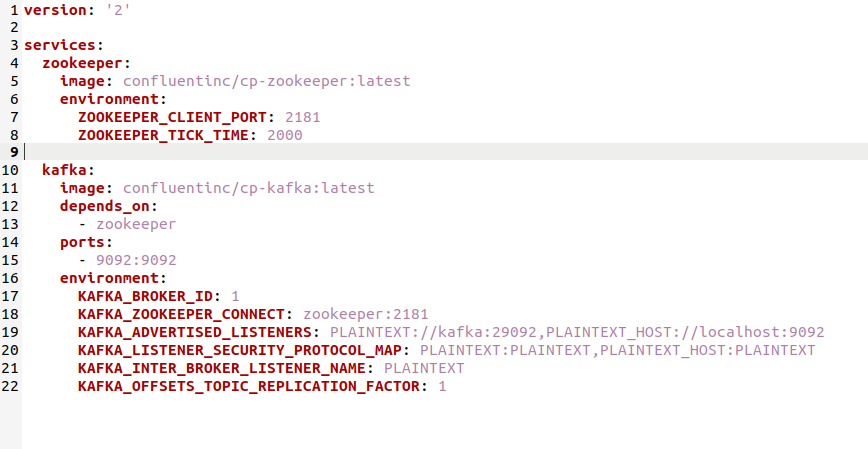 1 version: '2'
2
3 services:
4   zookeeper:
5     image: confluentinc/cp-zookeeper:latest
6     environment:
7       ZOOKEEPER_CLIENT_PORT: 2181
8       ZOOKEEPER_TICK_TIME: 2000
9
10   kafka:
11     image: confluentinc/cp-kafka:latest
12     depends_on:
13       - zookeeper
14     ports:
15       - 9092:9092
16     environment:
17       KAFKA_BROKER_ID: 1
18       KAFKA_ZOOKEEPER_CONNECT: zookeeper:2181
19       KAFKA_ADVERTISED_LISTENERS: PLAINTEXT://kafka:29092,PLAINTEXT_HOST://localhost:9092
20       KAFKA_LISTENER_SECURITY_PROTOCOL_MAP: PLAINTEXT:PLAINTEXT,PLAINTEXT_HOST:PLAINTEXT
21       KAFKA_INTER_BROKER_LISTENER_NAME: PLAINTEXT
22       KAFKA_OFFSETS_TOPIC_REPLICATION_FACTOR: 1